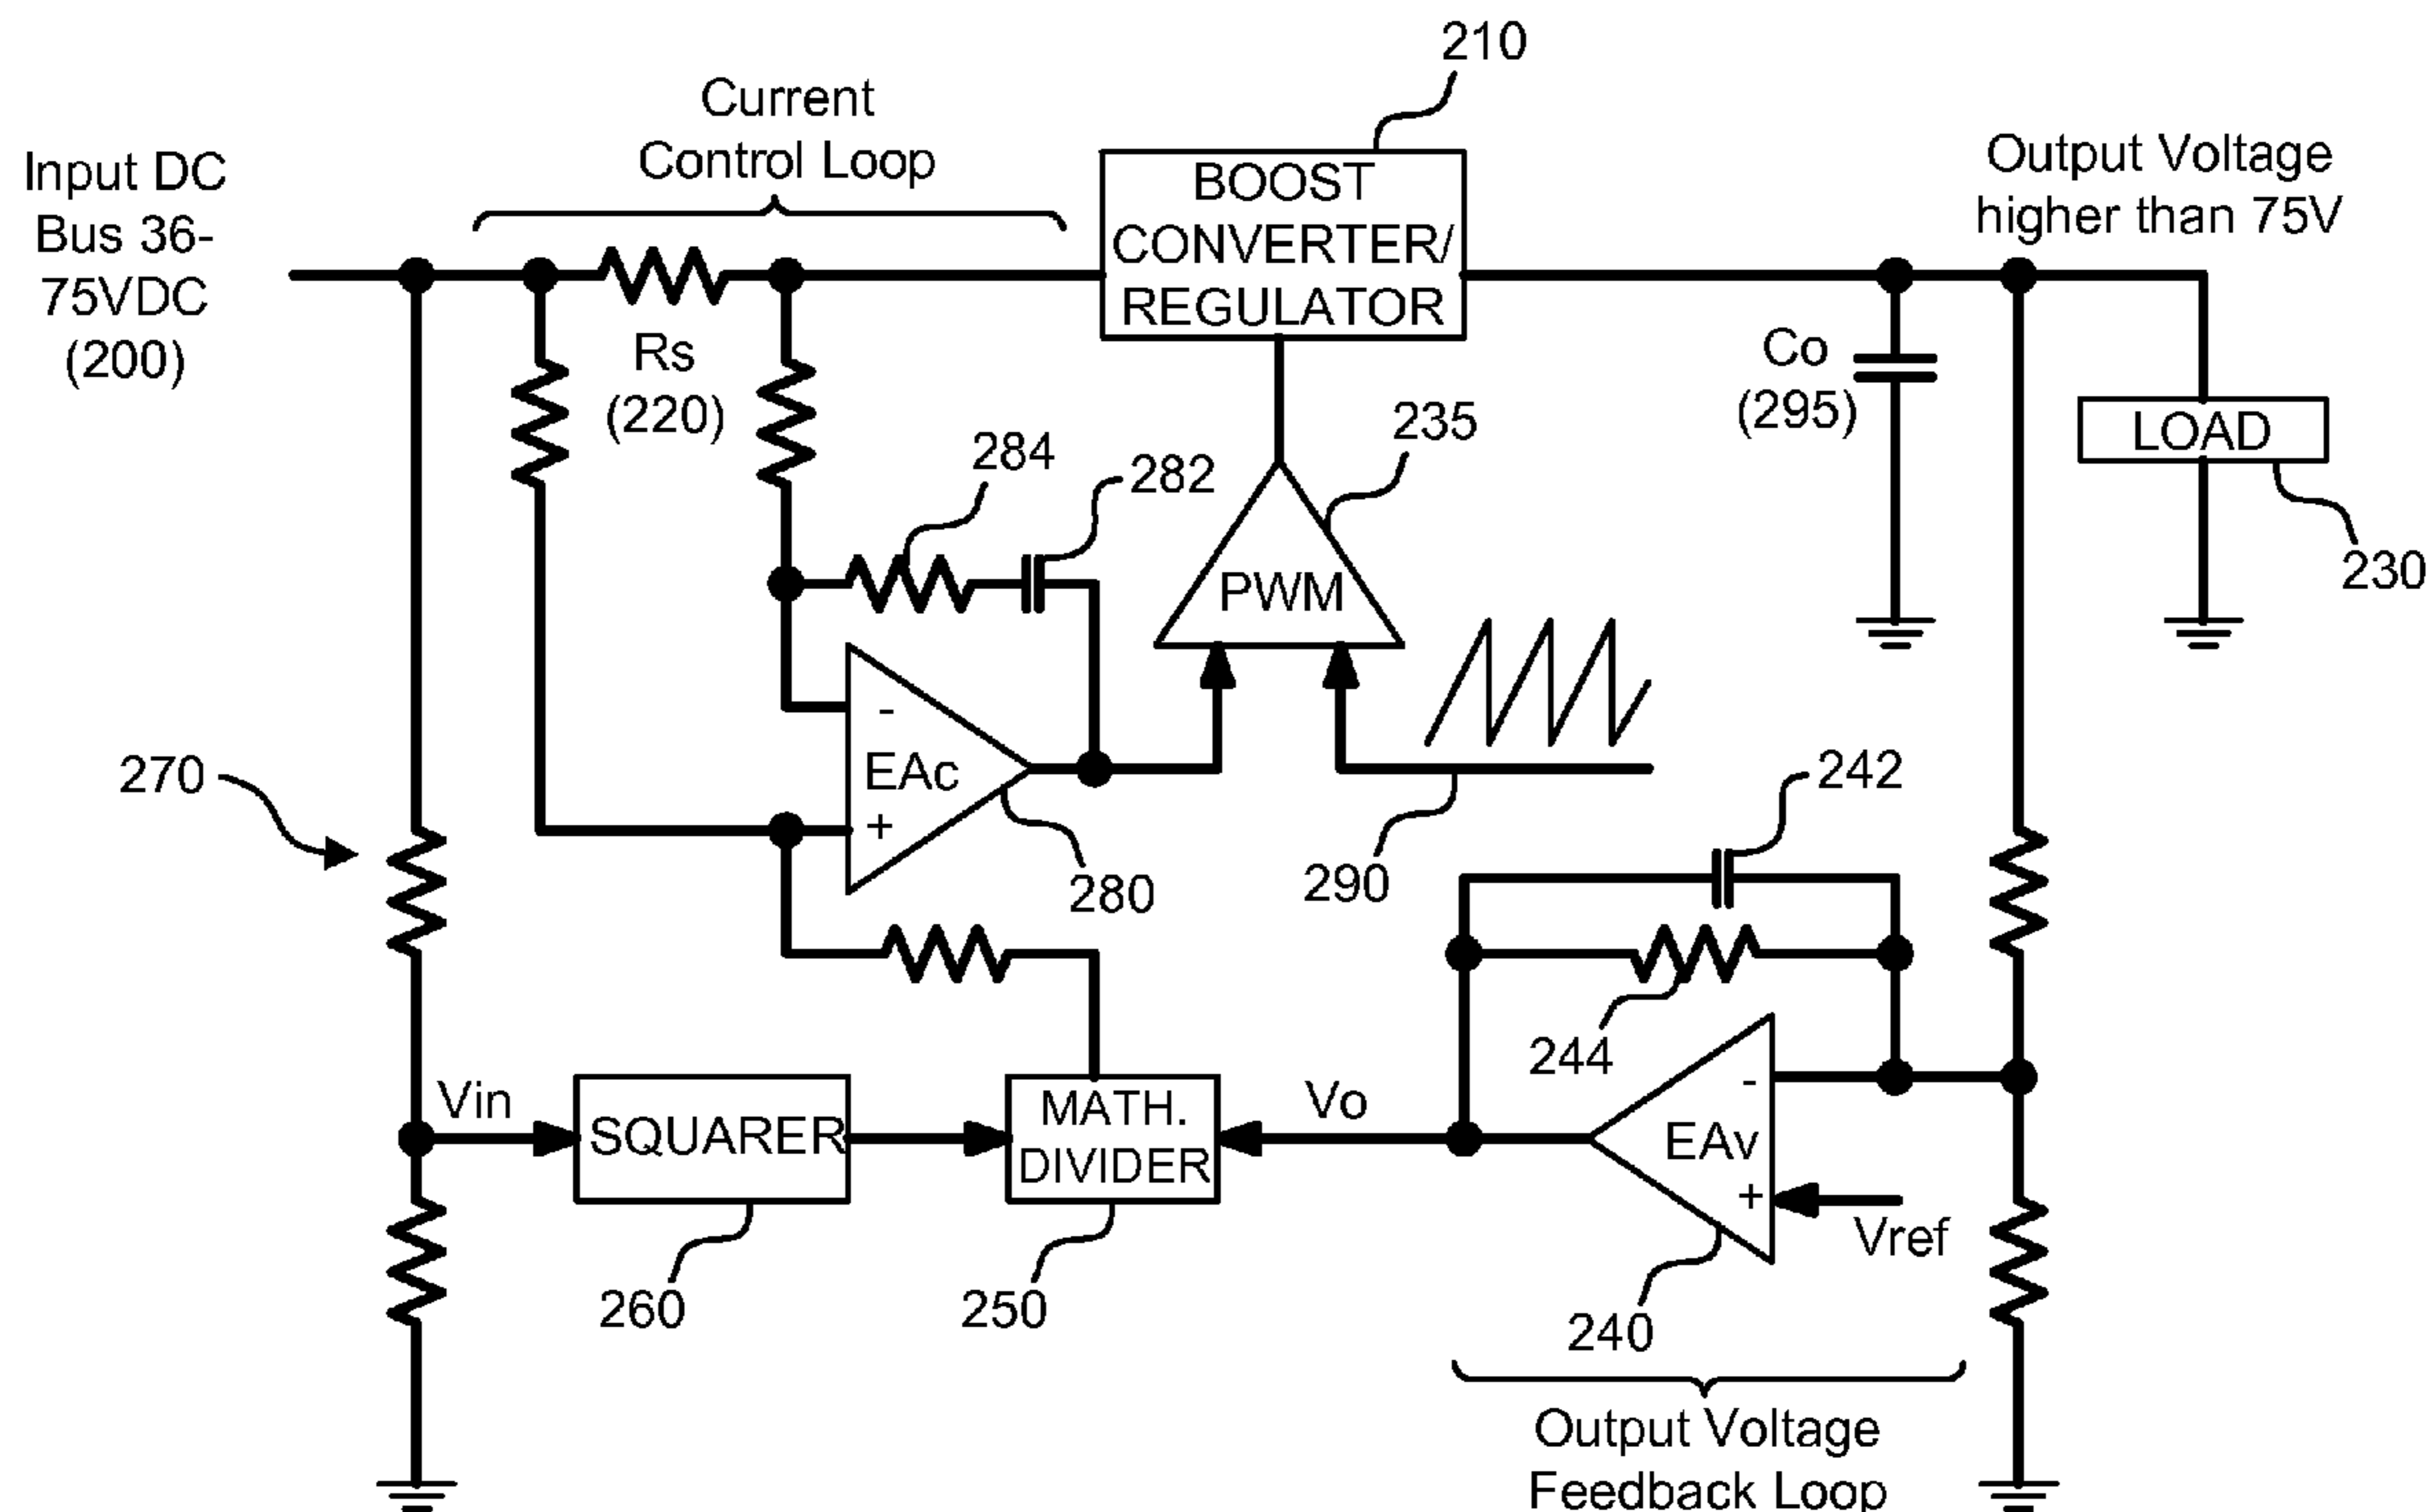 210
Current
Control Loop
Input DC
Bus 36-
75VDC
(200)
BOOST
CONVERTER/
REGULATOR
Output Voltage
higher than 75V
Rs
(220)
Co
(295)
LOAD
230
235
284
282
PWM
-
EAc
+
280
290
270
242
244
Vin
SQUARER
260
MATH.
DIVIDER
250
Vo
-
EAv
+
Vref
240
Output Voltage
Feedback Loop